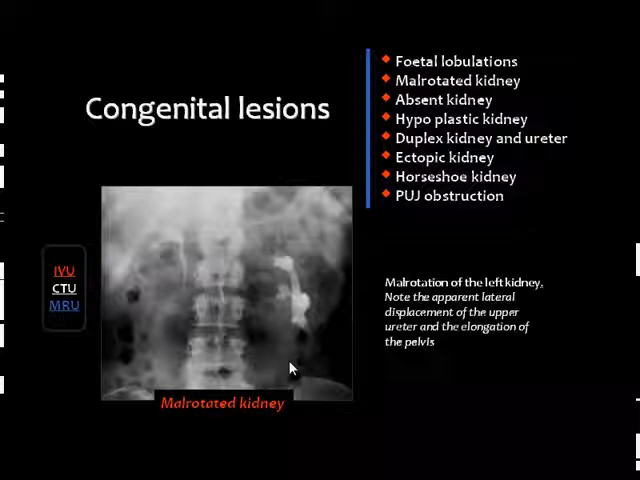 Congenital lesions
Foetal lobulations
Malrotated kidney
Absent kidney
Hypo plastic kidney
Duplex kidney and ureter
Ectopic kidney
Horseshoe kidney
PUJ obstruction
IVU
CTU
MRU
Malrotation of the left kidney.
Note the apparent lateral
displacement of the upper
ureter and the elongation of
the pelvis
Malrotated kidney